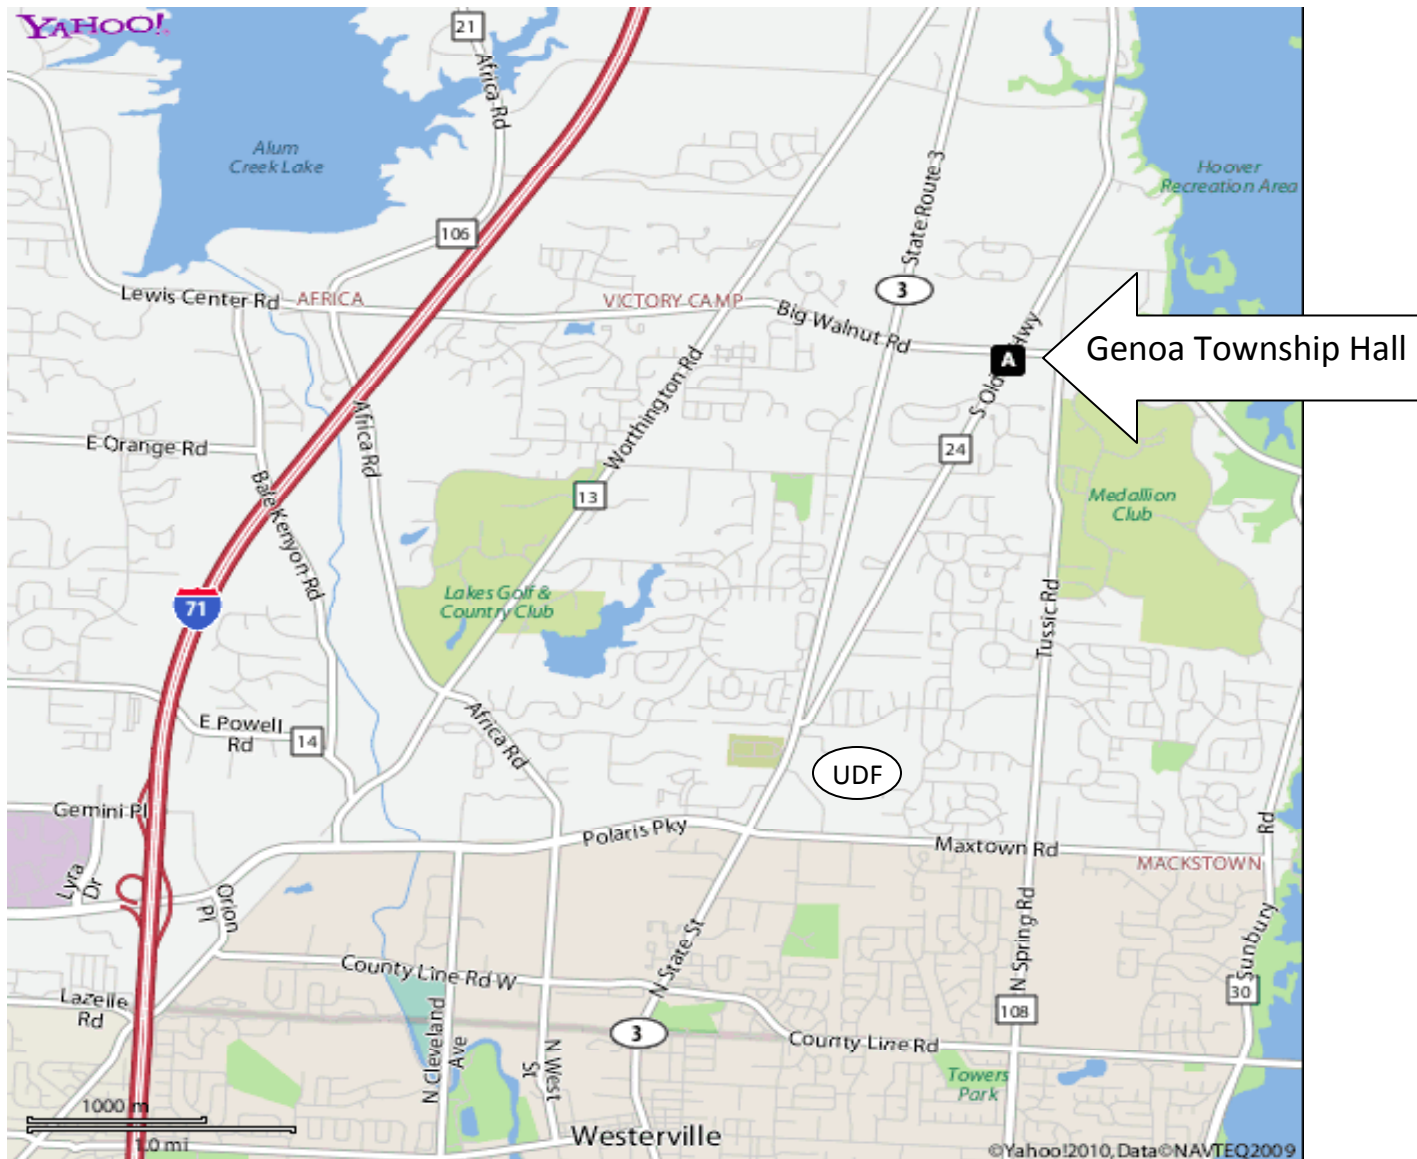 YAHOO!
21
Africa Rd
Alum
Creek Lake
Hoover
Recreation Area
State Route 3
106
3
Lewis Center Rd
AFRICA
VICTORY CAMP
Big Walnut Rd
S Old Hwy
A
Genoa Township Hall
Worthington Rd
E Orange Rd
Africa Rd
24
13
Bale Kenyon Rd
Medallion
Club
Lakes Golf &
Country Club
71
Tussic Rd
E Powell
Rd
14
Africa Rd
UDF
Gemini Pl
Polaris Pky
Maxtown Rd
MACKSTOWN
Rd
Lyra
Dr
Orion
Pl
N State St
N Spring Rd
Sunbury
County Line Rd W
30
Lazelle
Rd
108
3
County Line Rd
N Cleveland
Ave
N West
St
Towers
Park
1000 m
1.0 mi
Westerville
©Yahoo!2010, Data©NAVTEQ2009